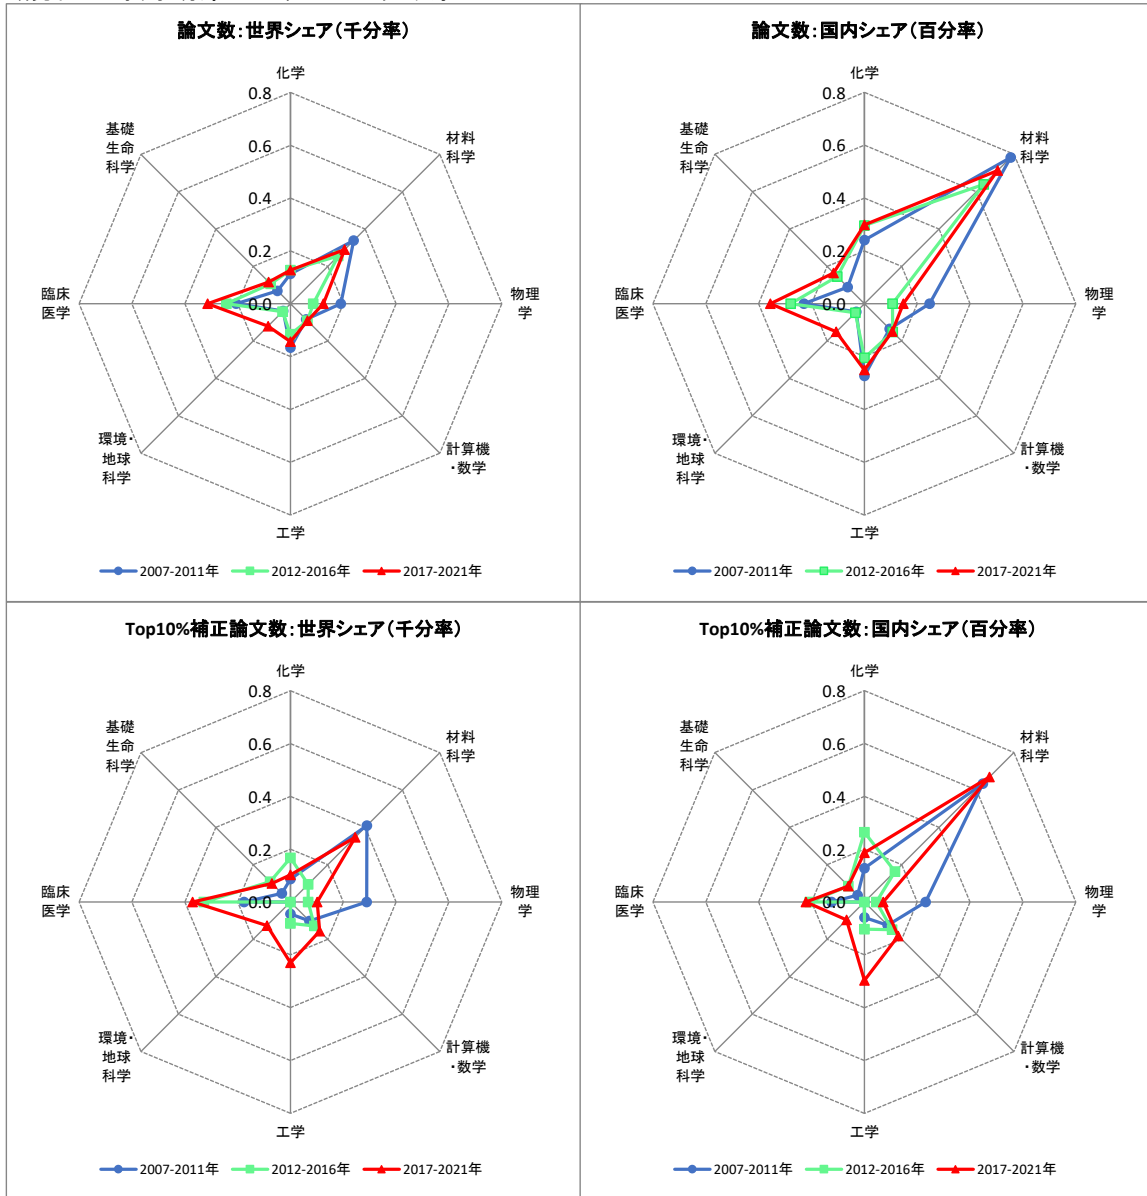 論文数：世界シェア（千分率）
化学
0.8
0.6
0.4
0.2
0.0
材料
科学
物理
学
計算機
・数学
工学
環境・
地球
科学
臨床
医学
基礎
生命
科学
2007-2011年
2012-2016年
2017-2021年
論文数：国内シェア（百分率）
化学
0.8
0.6
0.4
0.2
0.0
材料
科学
物理
学
計算機
・数学
工学
環境・
地球
科学
臨床
医学
基礎
生命
科学
2007-2011年
2012-2016年
2017-2021年
Top10%補正論文数：世界シェア（千分率）
化学
0.8
0.6
0.4
0.2
0.0
材料
科学
物理
学
計算機
・数学
工学
環境・
地球
科学
臨床
医学
基礎
生命
科学
2007-2011年
2012-2016年
2017-2021年
Top10%補正論文数：国内シェア（百分率）
化学
0.8
0.6
0.4
0.2
0.0
材料
科学
物理
学
計算機
・数学
工学
環境・
地球
科学
臨床
医学
基礎
生命
科学
2007-2011年
2012-2016年
2017-2021年